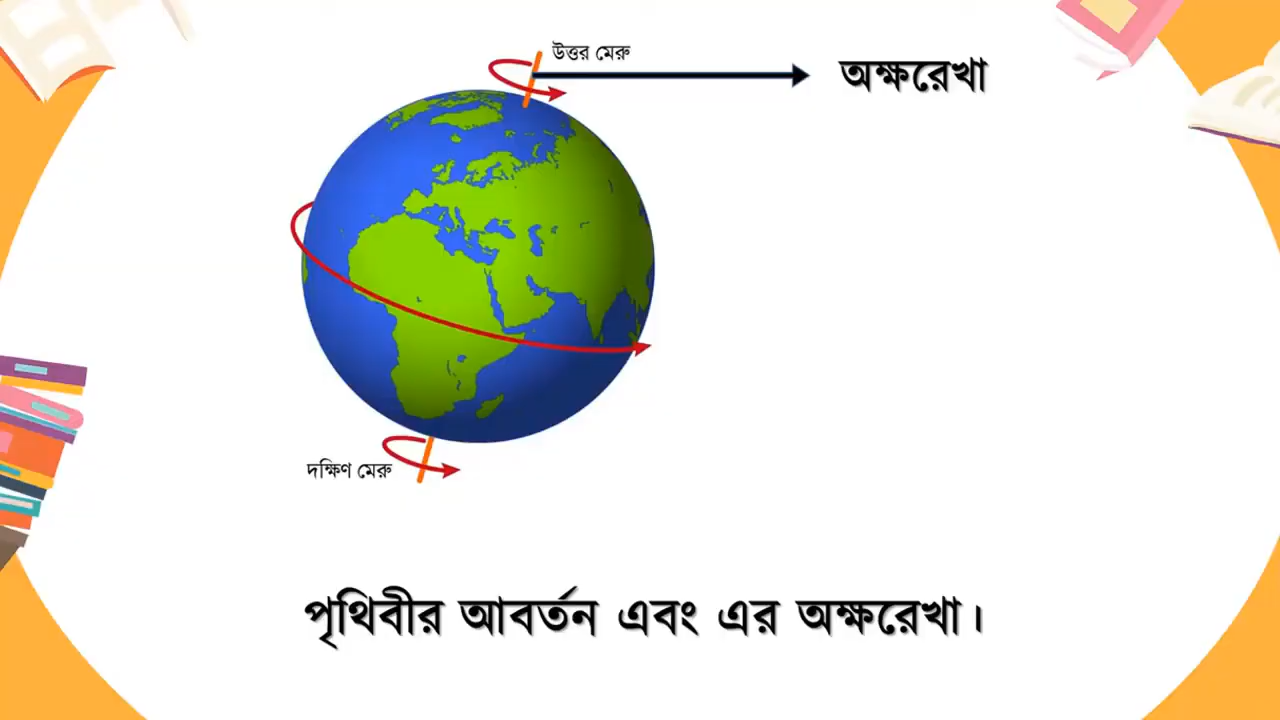 উত্তর মেরু
অক্ষরেখা
দক্ষিণ মেরু
পৃথিবীর আবর্তন এবং এর অক্ষরেখা।